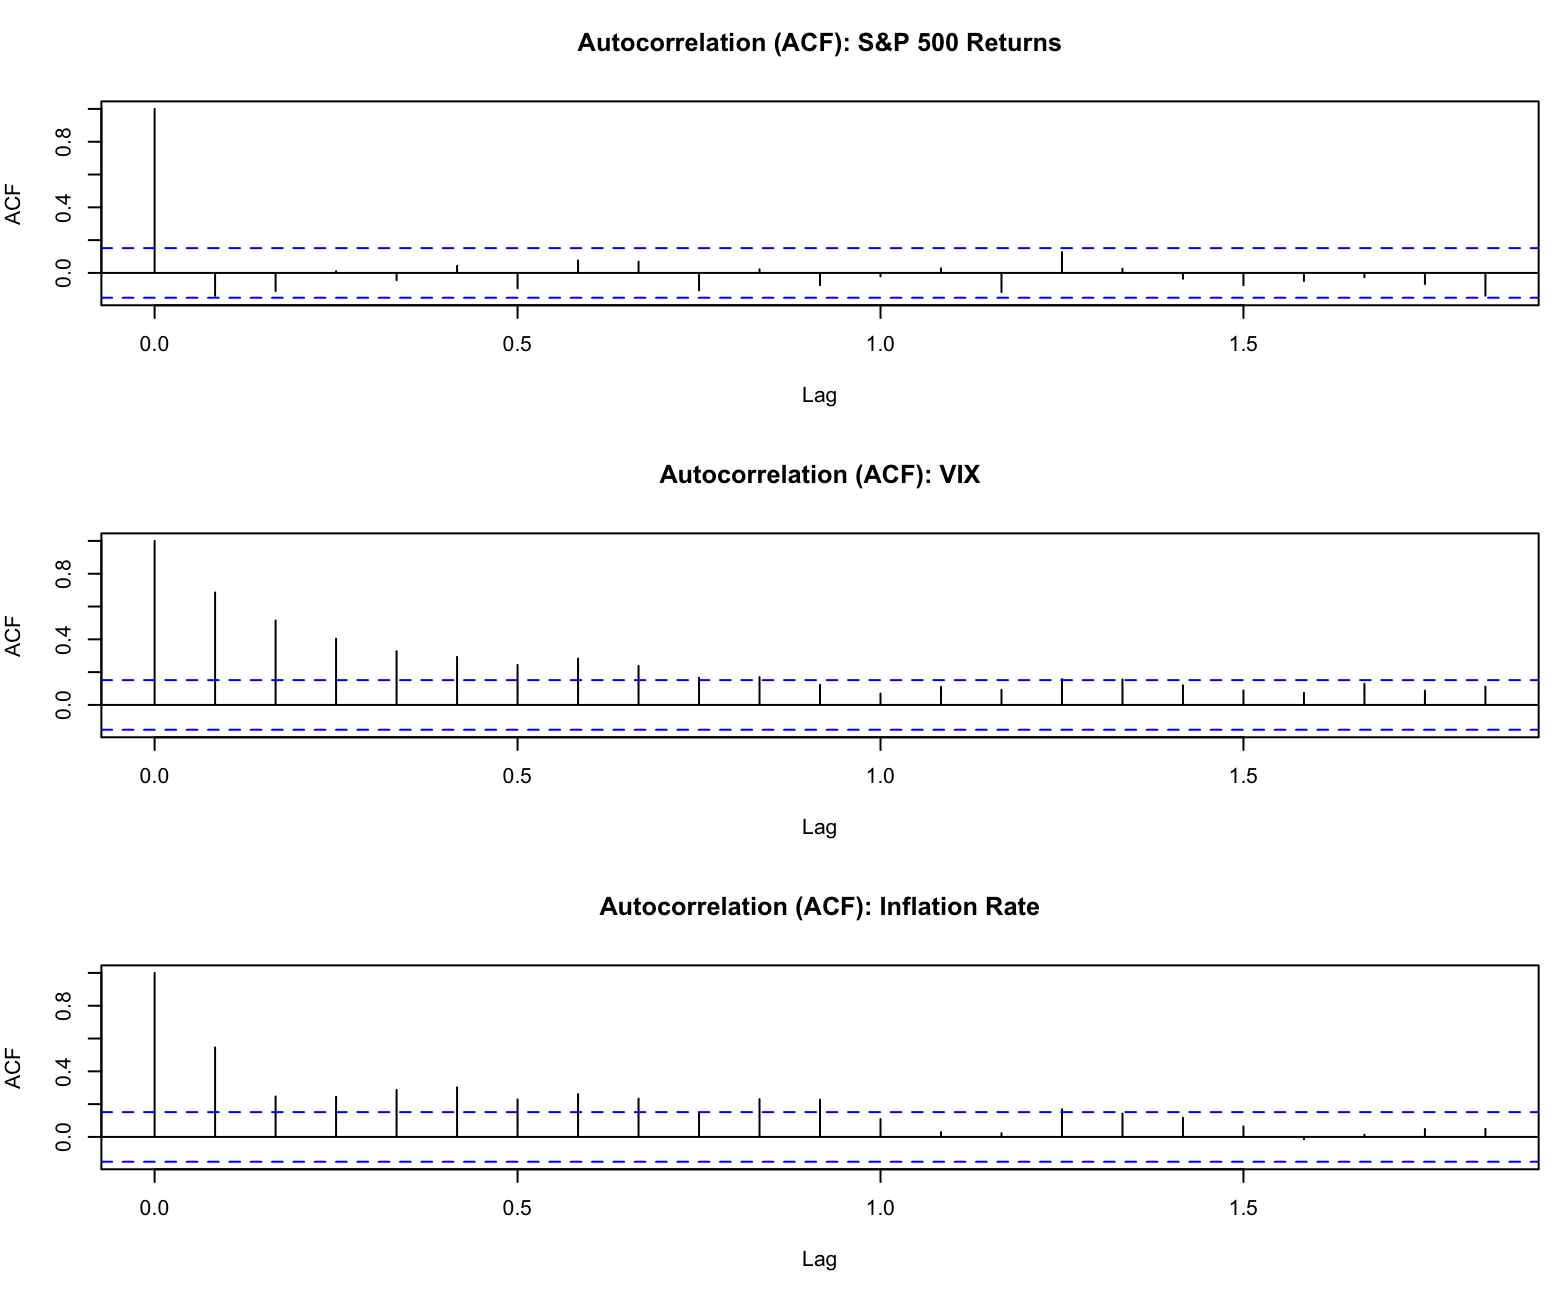 Autocorrelation (ACF): S&P 500 Returns
ACF
0.8
0.4
0.0
0.0 0.5 1.0 1.5
Lag
Autocorrelation (ACF): VIX
ACF
0.8
0.4
0.0
0.0 0.5 1.0 1.5
Lag
Autocorrelation (ACF): Inflation Rate
ACF
0.8
0.4
0.0
0.0 0.5 1.0 1.5
Lag